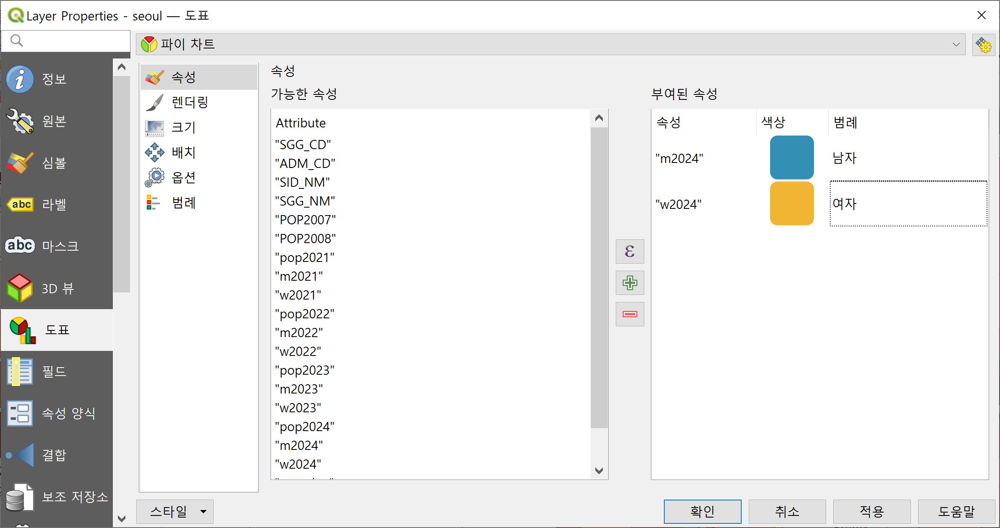 Layer Properties - seoul — 도표
파이 차트
정보
원본
심볼
abc 라벨
abc 마스크
3D 뷰
도표
필드
속성 양식
결합
보조 저장소
속성
렌더링
크기
배치
옵션
범례
속성
가능한 속성
Attribute
"SGG_CD"
"ADM_CD"
"SID_NM"
"SGG_NM"
"POP2007"
"POP2008"
"pop2021"
"m2021"
"w2021"
"pop2022"
"m2022"
"w2022"
"pop2023"
"m2023"
"w2023"
"pop2024"
"m2024"
"w2024"
ε
부여된 속성
속성 색상 범례
"m2024" 남자
"w2024" 여자
스타일
확인 취소 적용 도움말